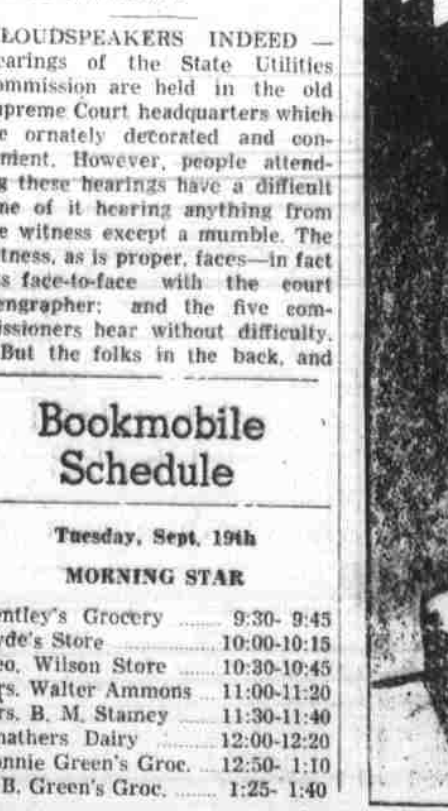 LOUDSPEAKERS INDEED —
earings of the State Utilities
ommission are held in the old
upreme Court headquarters which
e ornately decorated and con-
nient. However, people attend-
g these hearings have a difficult
me of it hearing anything from
e witness except a mumble. The
tness, as is proper, faces—in fact
s face-to-face with the court
engrapher; and the five com-
issioners hear without difficulty.
But the folks in the back, and
Bookmobile
Schedule
Tuesday, Sept. 19th
MORNING STAR
ntley's Grocery ....... 9:30- 9:45
yde's Store ............. 10:00-10:15
eo. Wilson Store ...... 10:30-10:45
rs. Walter Ammons ... 11:00-11:20
rs. B. M. Stamey ...... 11:30-11:40
mathers Dairy .......... 12:00-12:20
onnie Green's Groc. ... 12:50- 1:10
B. Green's Groc. ....... 1:25- 1:40